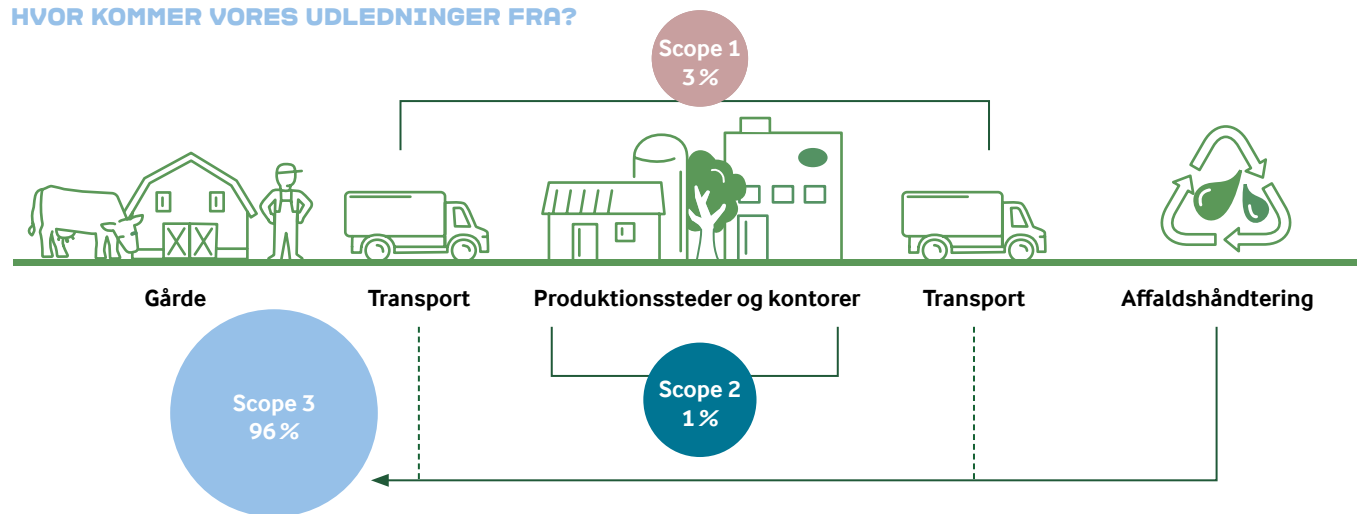 HVOR KOMMER VORES UDLEDNINGER FRA?
Scope 1
3 %
Gårde
Transport
Produktionssteder og kontorer
Transport
Affaldshåndtering
Scope 3
96 %
Scope 2
1 %